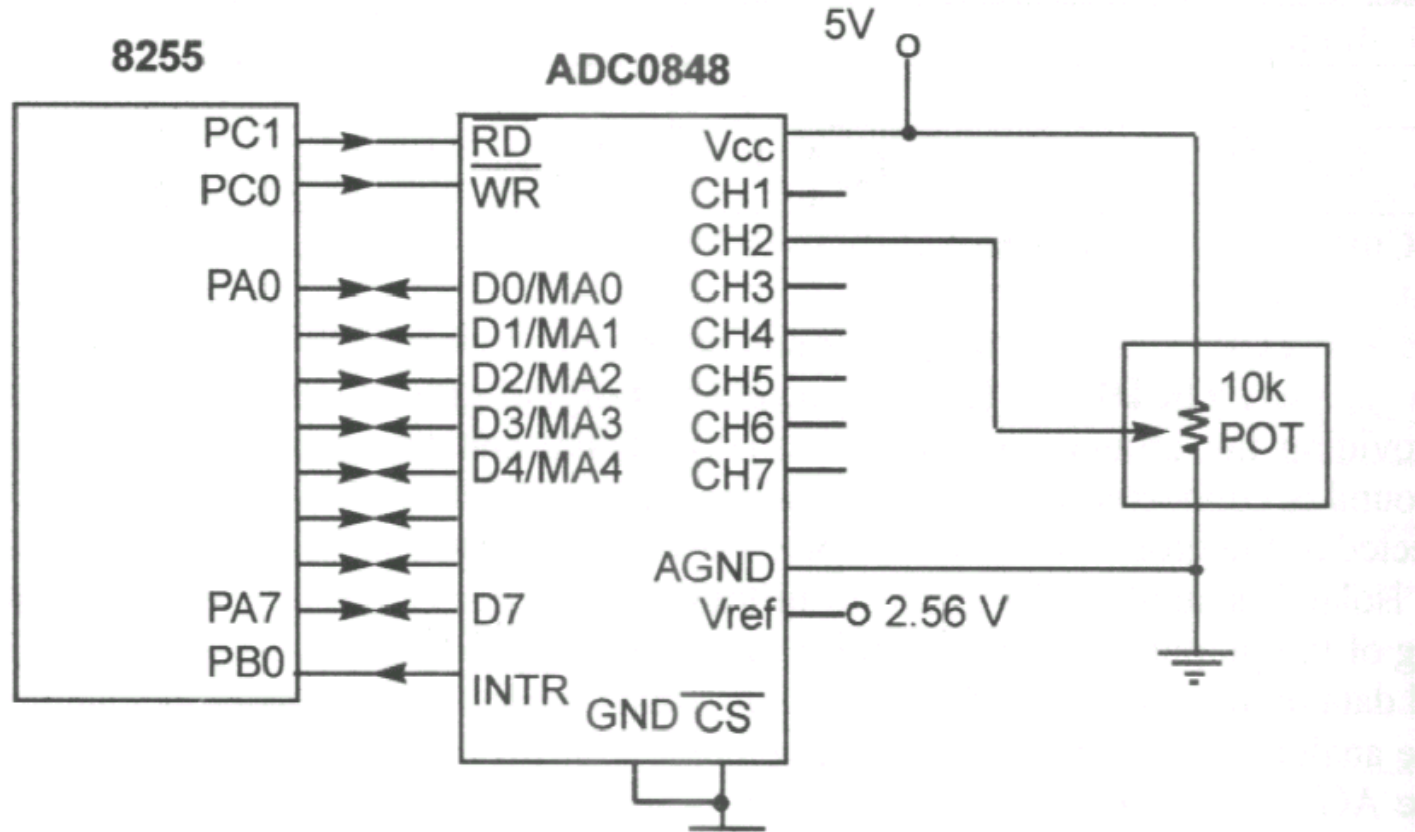 5V
8255
ADC0848
PC1
RD
Vcc
PC0
WR
CH1
CH2
PA0
D0/MA0
CH3
D1/MA1
CH4
D2/MA2
CH5
10k
D3/MA3
CH6
POT
D4/MA4
CH7
AGND
PA7
D7
Vref
2.56 V
PB0
INTR
GND CS